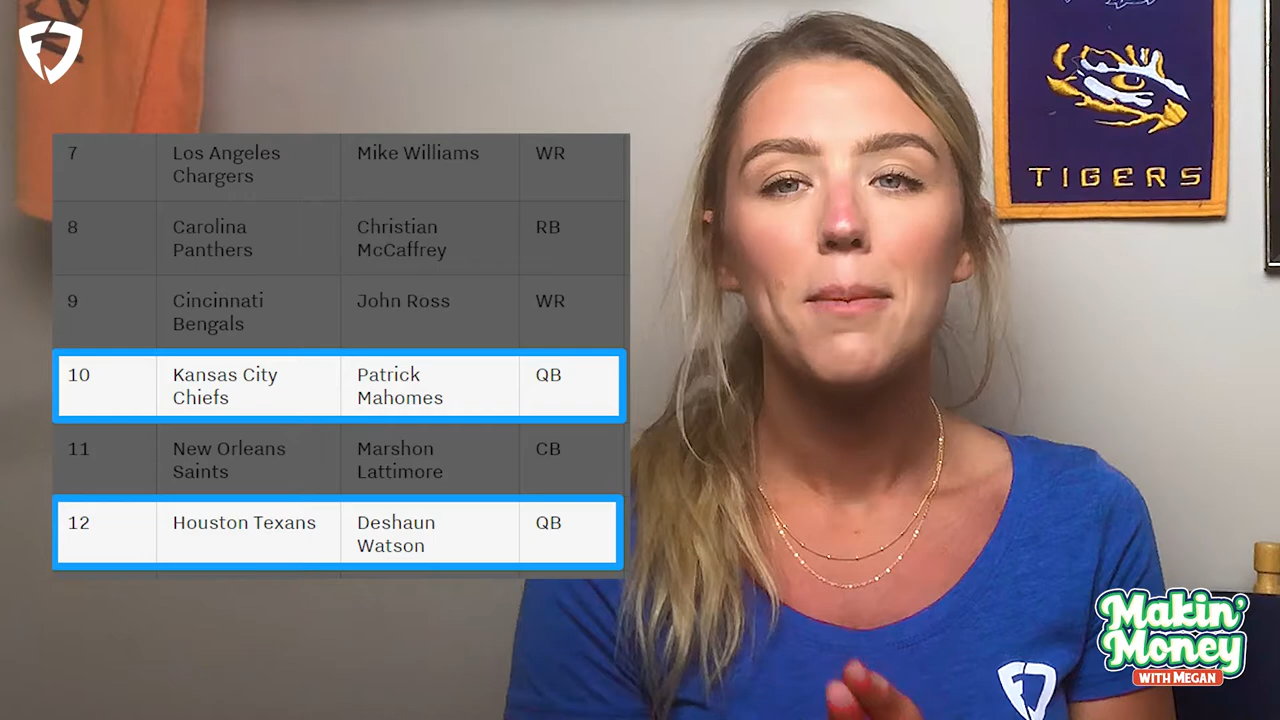 7 Los Angeles Chargers Mike Williams WR
8 Carolina Panthers Christian McCaffrey RB
9 Cincinnati Bengals John Ross WR
10 Kansas City Chiefs Patrick Mahomes QB
11 New Orleans Saints Marshon Lattimore CB
12 Houston Texans Deshaun Watson QB
TIGERS
Makin'
Money
WITH MEGAN